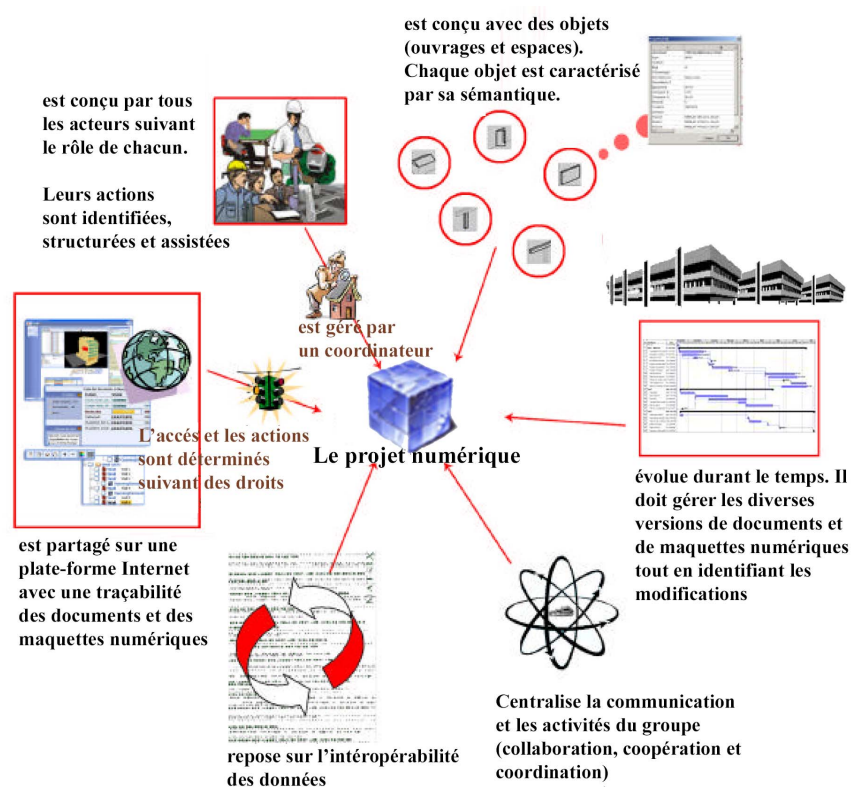 est conçu avec des objets
(ouvrages et espaces).
Chaque objet est caractérisé
par sa sémantique.
est conçu par tous
les acteurs suivant
le rôle de chacun.
Leurs actions
sont identifiées,
structurées et assistées
est géré par
un coordinateur
L'accés et les actions
sont déterminés
suivant des droits
Le projet numérique
évolue durant le temps. Il
doit gérer les diverses
versions de documents et
de maquettes numériques
tout en identifiant les
modifications
est partagé sur une
plate-forme Internet
avec une traçabilité
des documents et des
maquettes numériques
repose sur l'intéropérabilité
des données
Centralise la communication
et les activités du groupe
(collaboration, coopération et
coordination)